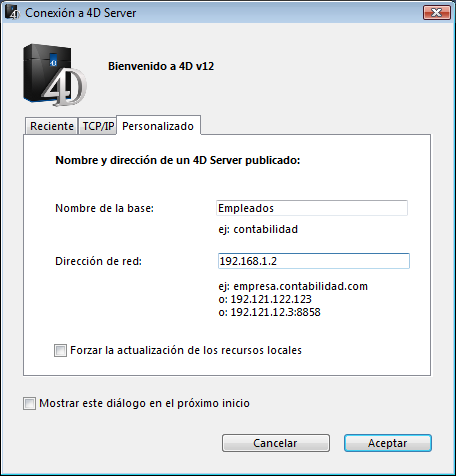 Conexión a 4D Server
4D
4D
Bienvenido a 4D v12
Reciente TCP/IP Personalizado
Nombre y dirección de un 4D Server publicado:
Nombre de la base: Empleados
ej: contabilidad
Dirección de red: 192.168.1.2
ej: empresa.contabilidad.com
o: 192.121.122.123
o: 192.121.12.3:8858
Forzar la actualización de los recursos locales
Mostrar este diálogo en el próximo inicio
Cancelar Aceptar